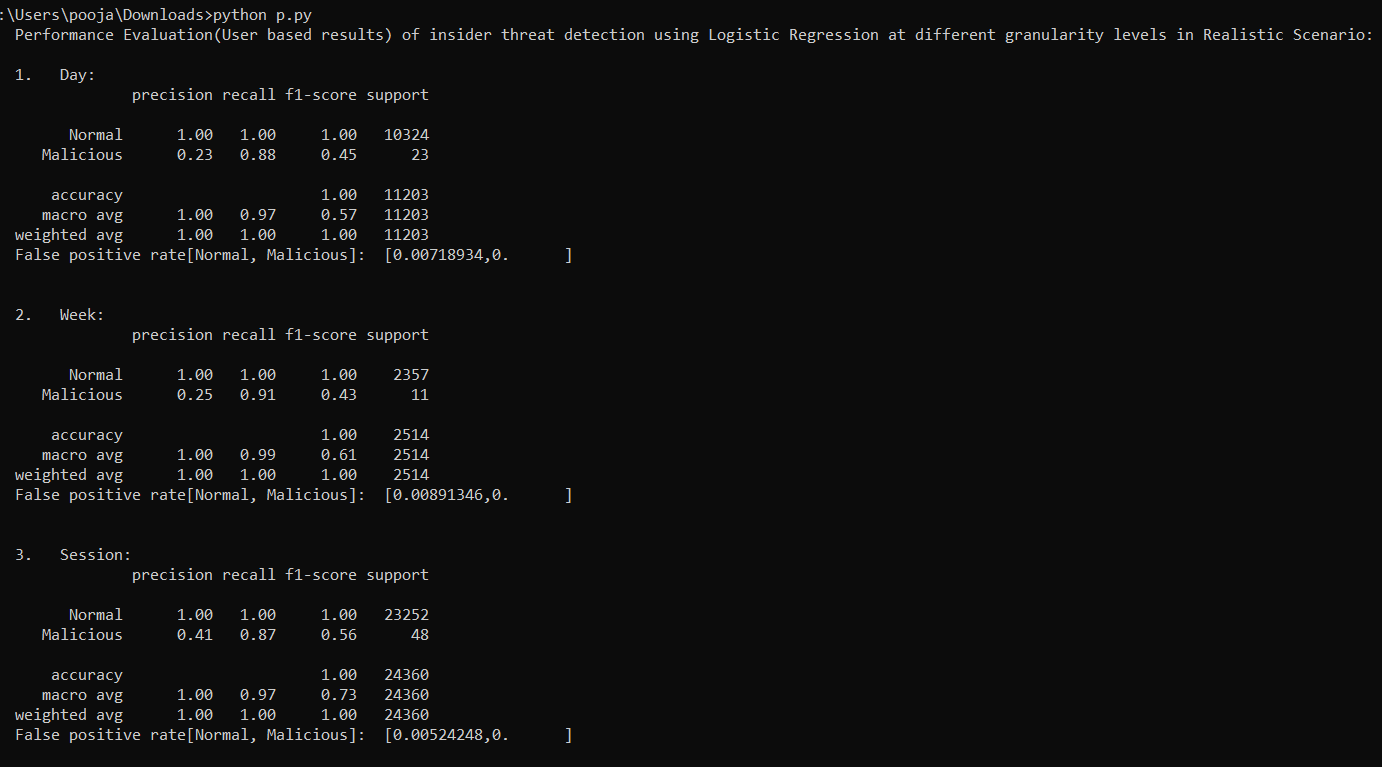 :\Users\pooja\Downloads>python p.py
Performance Evaluation(User based results) of insider threat detection using Logistic Regression at different granularity levels in Realistic Scenario:
1. Day:
precision recall f1-score support
Normal 1.00 1.00 1.00 10324
Malicious 0.23 0.88 0.45 23
accuracy 1.00 11203
macro avg 1.00 0.97 0.57 11203
weighted avg 1.00 1.00 1.00 11203
False positive rate[Normal, Malicious]: [0.00718934,0. ]
2. Week:
precision recall f1-score support
Normal 1.00 1.00 1.00 2357
Malicious 0.25 0.91 0.43 11
accuracy 1.00 2514
macro avg 1.00 0.99 0.61 2514
weighted avg 1.00 1.00 1.00 2514
False positive rate[Normal, Malicious]: [0.00891346,0. ]
3. Session:
precision recall f1-score support
Normal 1.00 1.00 1.00 23252
Malicious 0.41 0.87 0.56 48
accuracy 1.00 24360
macro avg 1.00 0.97 0.73 24360
weighted avg 1.00 1.00 1.00 24360
False positive rate[Normal, Malicious]: [0.00524248,0. ]